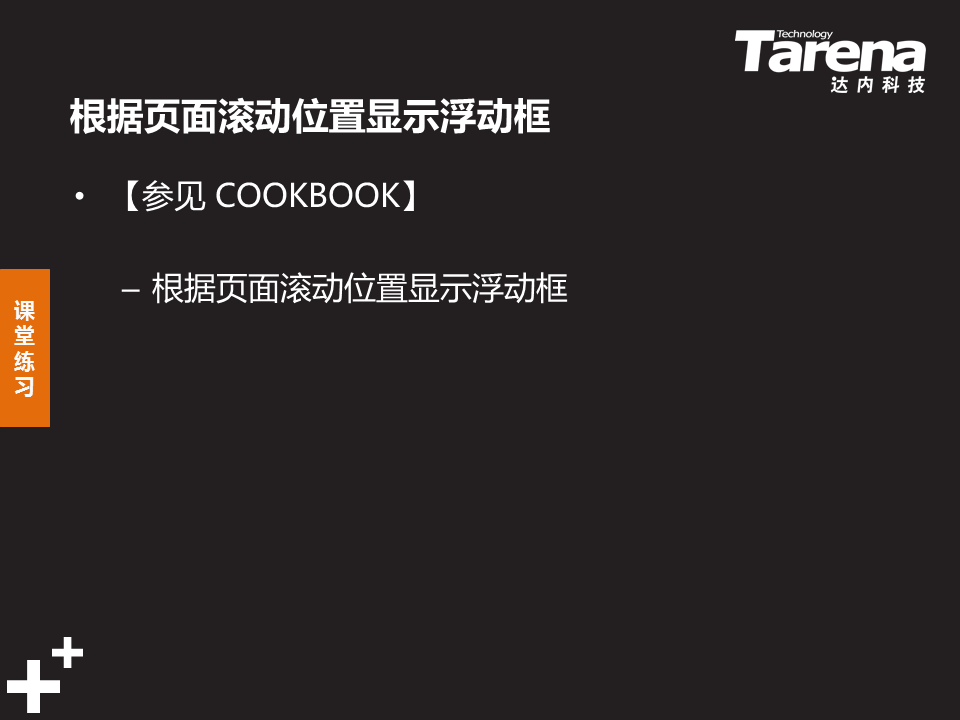 Technology
Tarena
达内科技
根据页面滚动位置显示浮动框
• 【参见 COOKBOOK】
– 根据页面滚动位置显示浮动框
课
堂
练
习